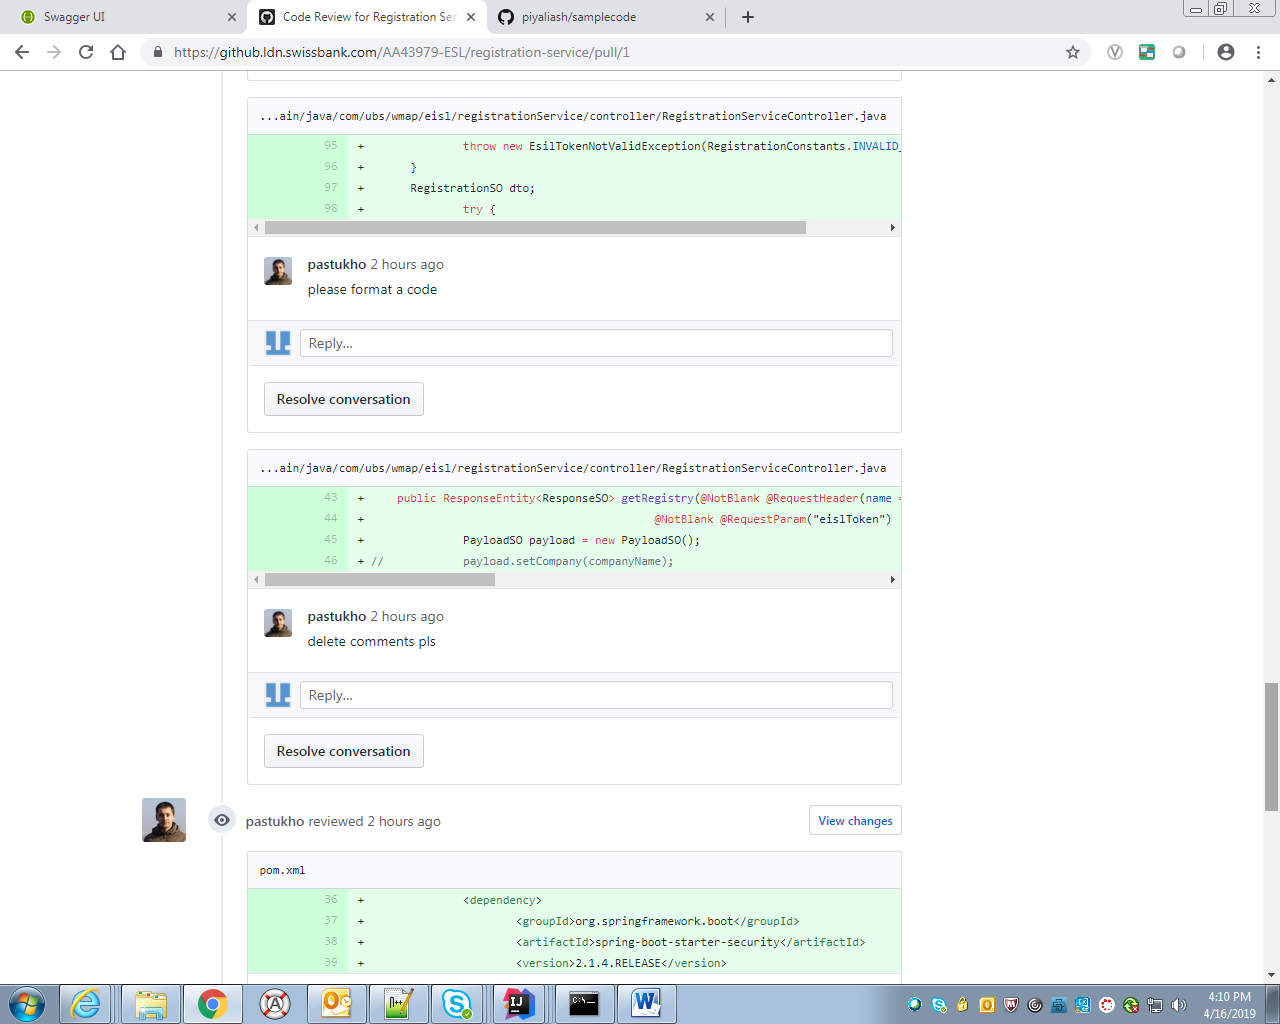 Swagger UI
Code Review for Registration Ser
piyaliash/samplecode
https://github.ldn.swissbank.com/AA43979-ESL/registration-service/pull/1
...ain/java/com/ubs/wmap/eisl/registrationService/controller/RegistrationServiceController.java
95 + throw new EsilTokenNotValidException(RegistrationConstants.INVALID_
96 + }
97 + RegistrationSO dto;
98 + try {
pastukho 2 hours ago
please format a code
Reply...
Resolve conversation
...ain/java/com/ubs/wmap/eisl/registrationService/controller/RegistrationServiceController.java
43 + public ResponseEntity<ResponseSO> getRegistry(@NotBlank @RequestHeader(name =
44 + @NotBlank @RequestParam("eislToken")
45 + PayloadSO payload = new PayloadSO();
46 + // payload.setCompany(companyName);
pastukho 2 hours ago
delete comments pls
Reply...
Resolve conversation
pastukho reviewed 2 hours ago
View changes
pom.xml
36 + <dependency>
37 + <groupId>org.springframework.boot</groupId>
38 + <artifactId>spring-boot-starter-security</artifactId>
39 + <version>2.1.4.RELEASE</version>
4:10 PM
4/16/2019